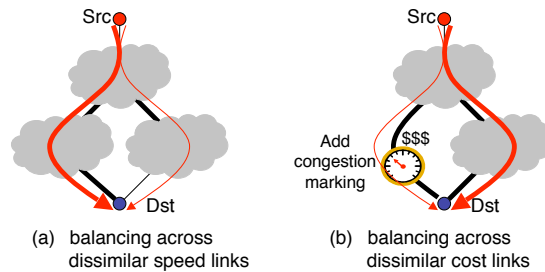 Src
Dst
(a) balancing across
dissimilar speed links
Src
$$$
Add
congestion
marking
Dst
(b) balancing across
dissimilar cost links